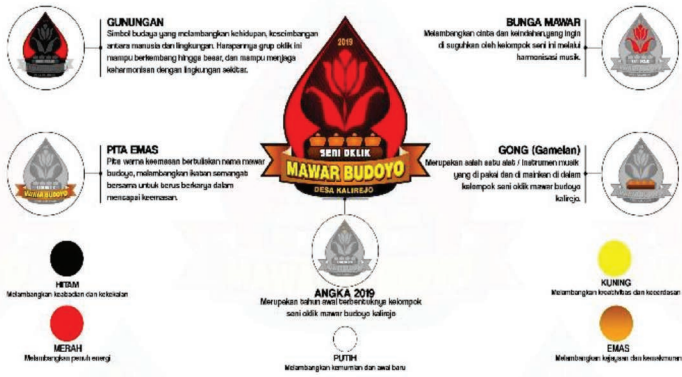 GUNUNGAN
Simbol budaya yang melambangkan kehidupan, keseimbangan
antara manusia dan lingkungan. Harapannya grup oklik ini
mampu berkembang hingga besar, dan mampu menjaga
keharmonisan dengan lingkungan sekitar.
BUNGA MAWAR
Melambangkan cinta dan keindahan,yang ingin
di suguhkan oleh kelompok seni ini melalui
harmonisasi musik.
2019
SENI OKLIK
MAWAR BUDOYO
DESA KALIREJO
PITA EMAS
Pita warna keemasan bertuliskan nama mawar
budoyo, melambangkan ikatan semangat
bersama untuk terus berkarya dalam
mencapai keemasan.
MAWAR BUDOYO
GONG (Gamelan)
Merupakan salah satu alat / instrumen musik
yang di pakai dan di mainkan di dalam
kelompok seni oklik mawar budoyo
kalirejo.
ANGKA 2019
Merupakan tahun awal terbentuknya kelompok
seni oklik mawar budoyo kalirejo
HITAM
Melambangkan keabadian dan kekekalan
KUNING
Melambangkan kreativitas dan kecerdasan
MERAH
Melambangkan penuh energi
PUTIH
Melambangkan kemurnian dan awal baru
EMAS
Melambangkan kejayaan dan kemakmuran